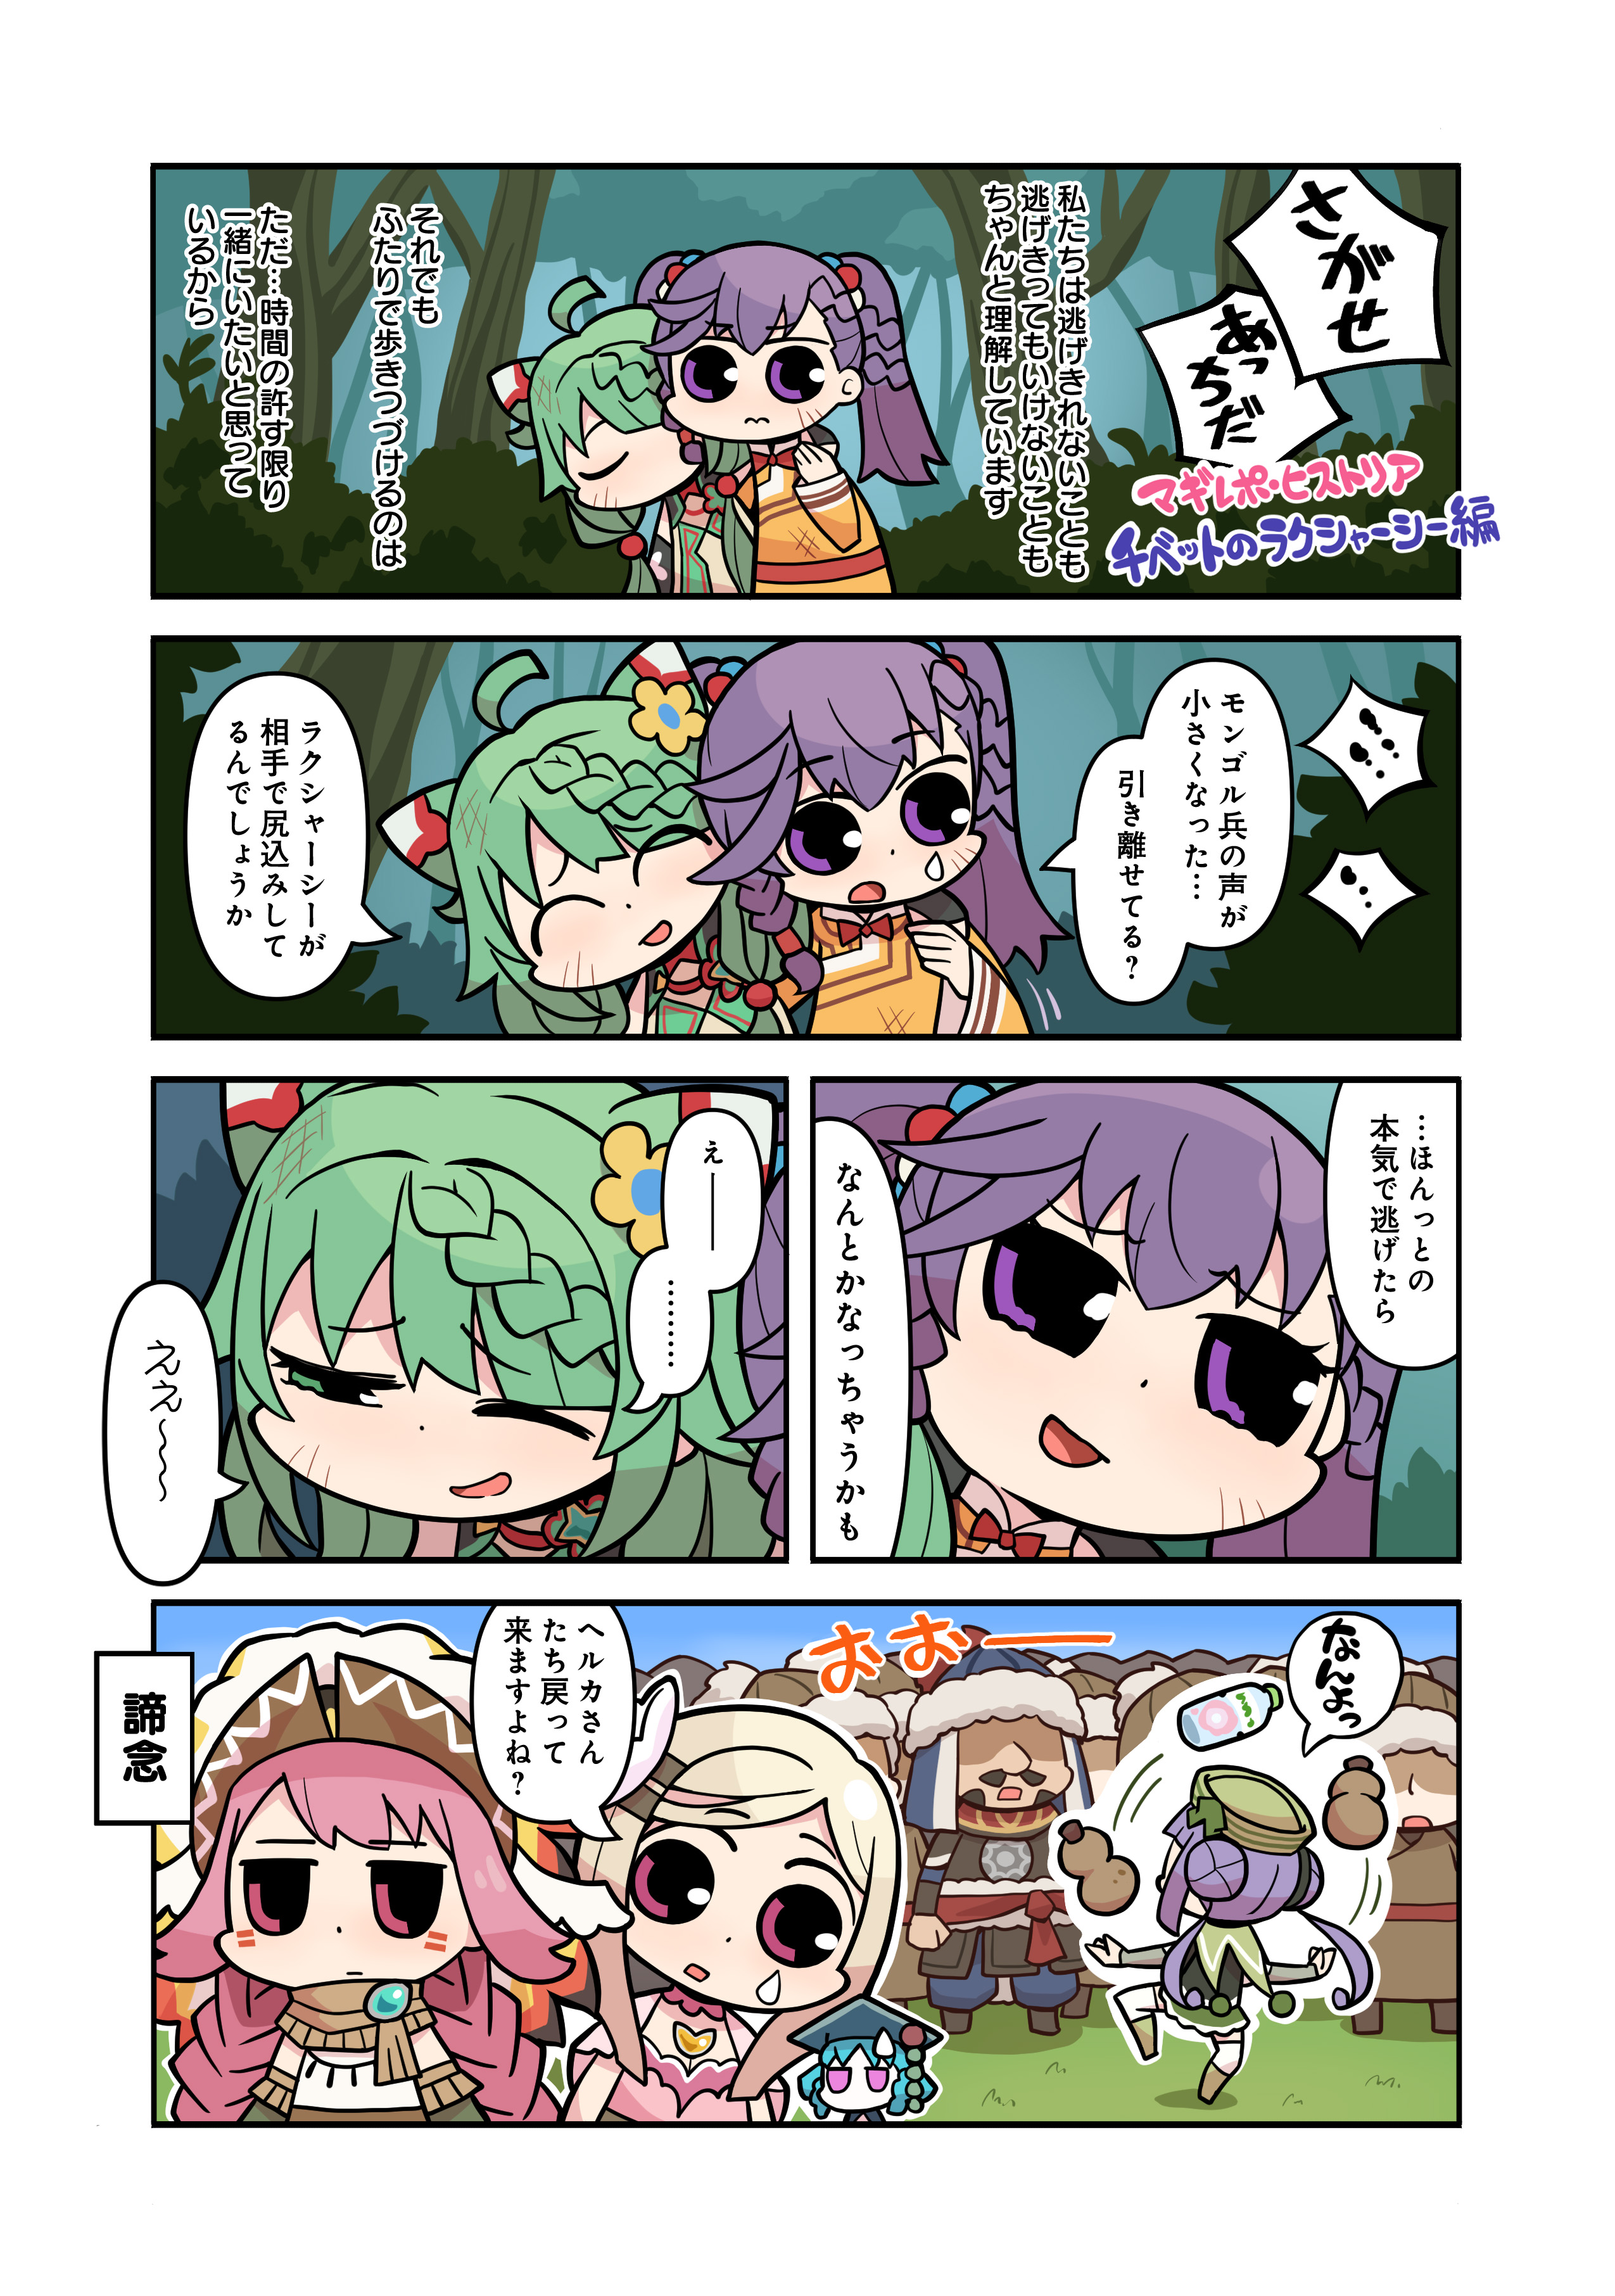 さがせ
あっ
ちだ
マギレポ・ヒストリア
チベットのラクシャーシー編
私たちは逃げきれないことも
逃げきってもいけないことも
ちゃんと理解しています
それでも
ふたりで歩きつづけるのは
ただ…時間の許す限り
一緒にいたいと思って
いるから
モンゴル兵の声が
小さくなった…
引き離せてる?
ラクシャーシーが
相手で尻込みして
るんでしょうか
…ほんっとの
本気で逃げたら
なんとかなっちゃうかも
ぇ――
………
ええ~~~
なんよっ
おおー
ヘルカさん
たち戻って
来ますよね?
諦念